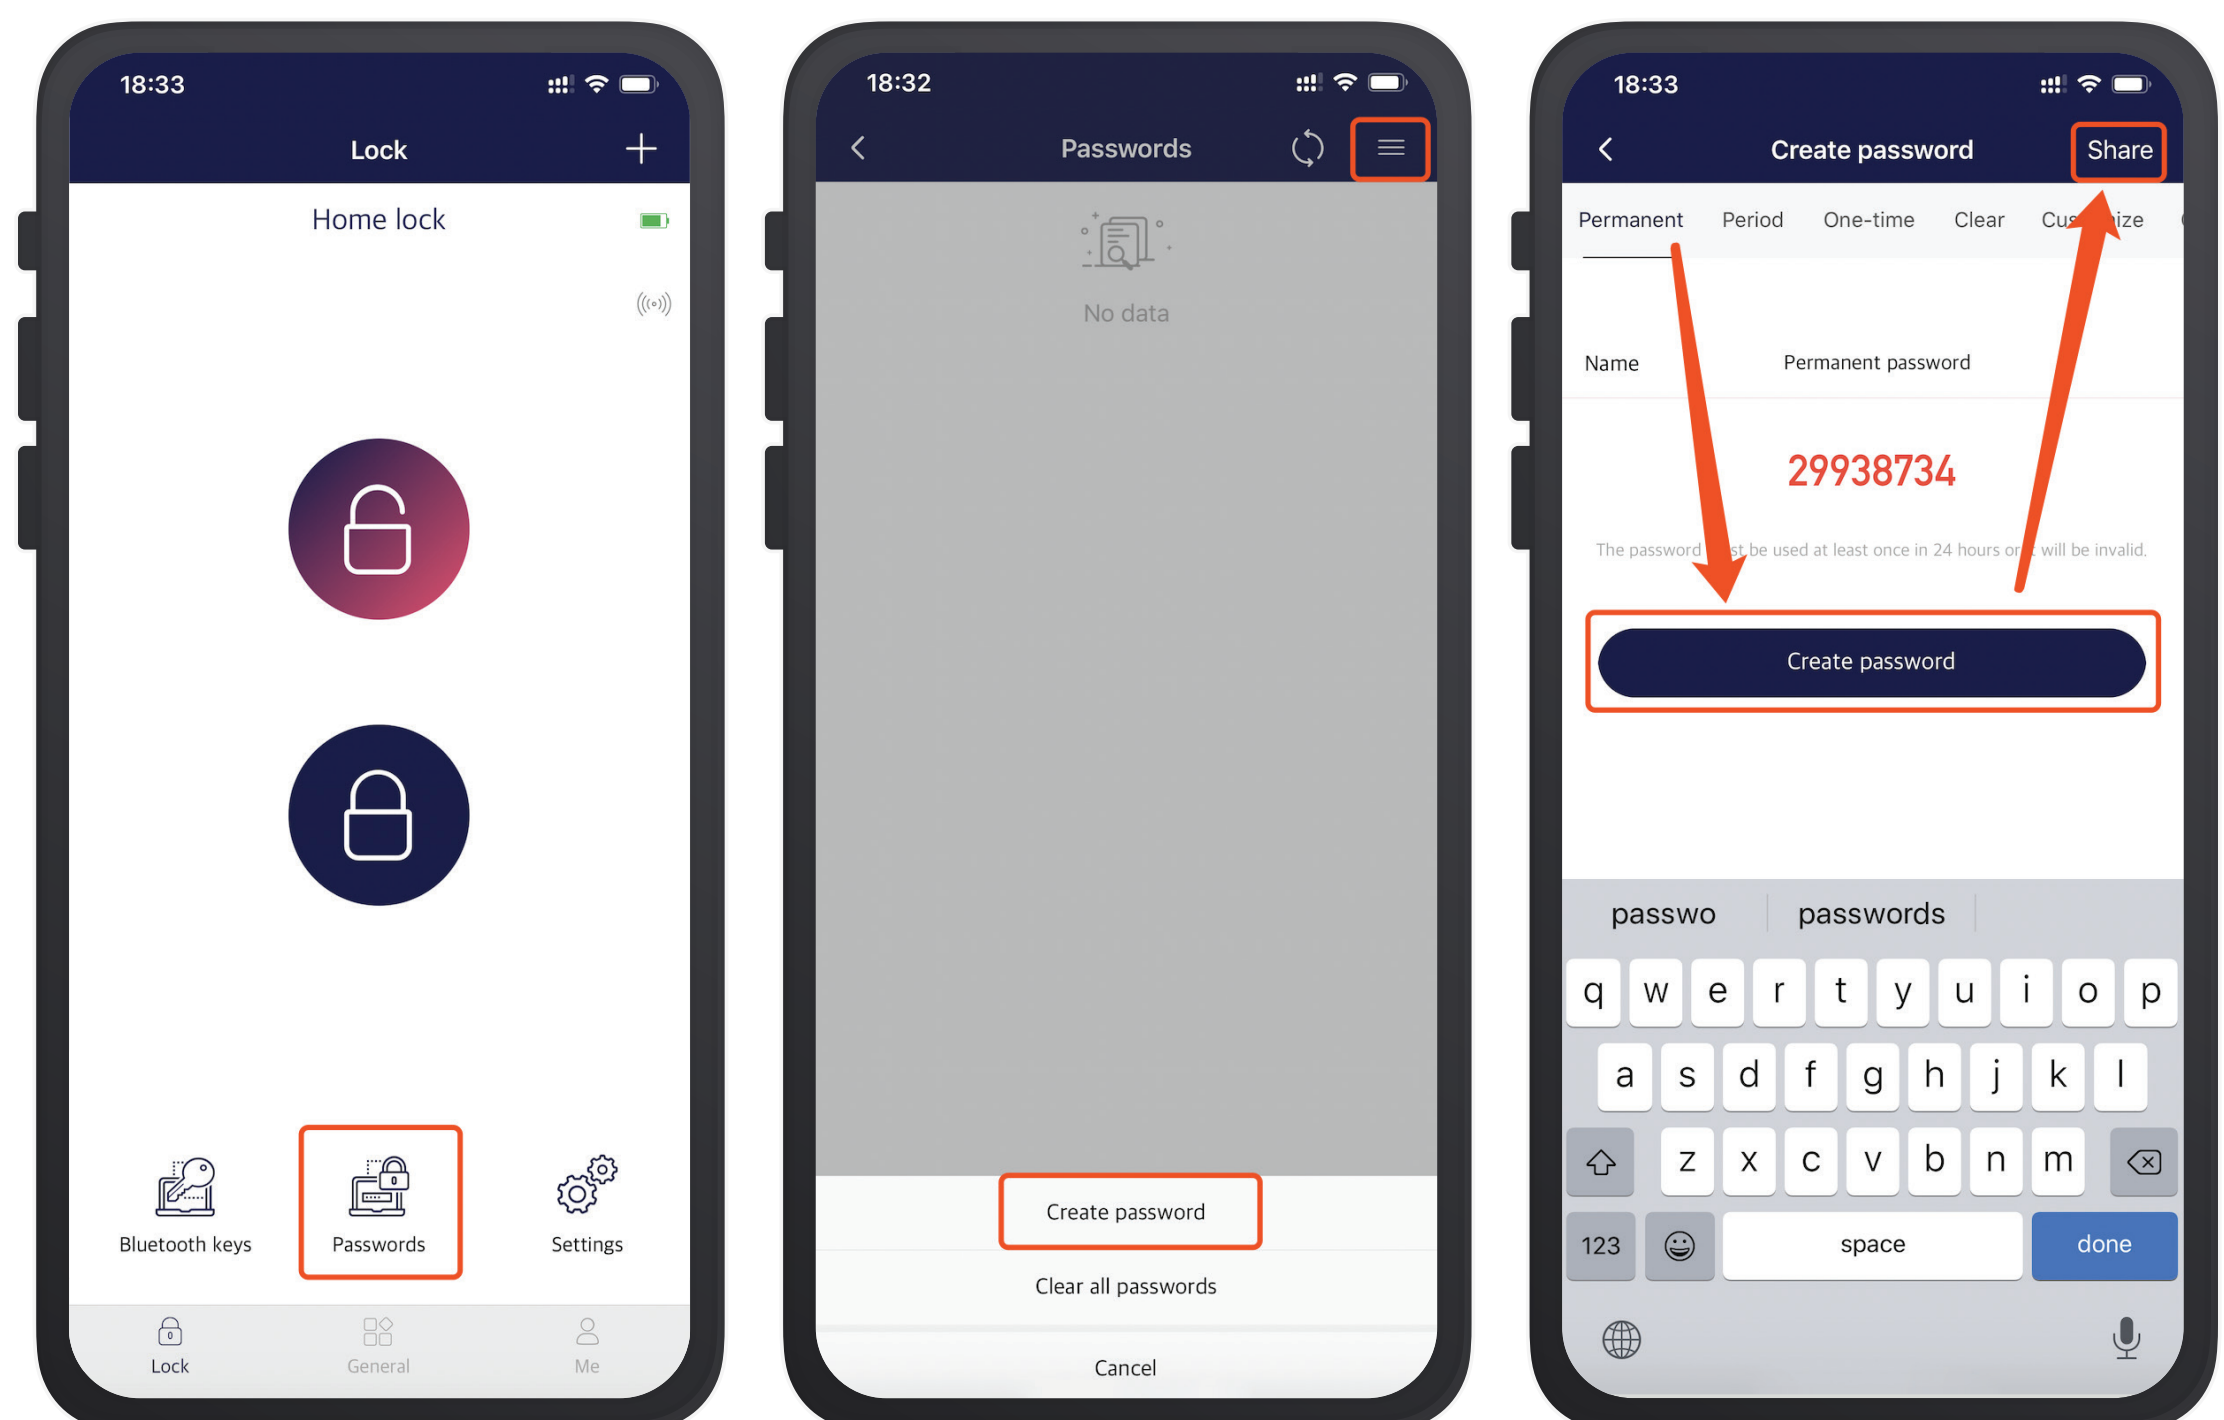 18:33
Lock
Home lock
Bluetooth keys
Passwords
Settings
Lock
General
Me
18:32
Passwords
No data
Create password
Clear all passwords
Cancel
18:33
Create password
Share
Permanent Period One-time Clear
Name Permanent password
29938734
The password be used at least once in 24 hours or will be invalid.
Create password
passwo passwords
q w e r t y u i o p
a s d f g h j k l
z x c v b n m
123 space done